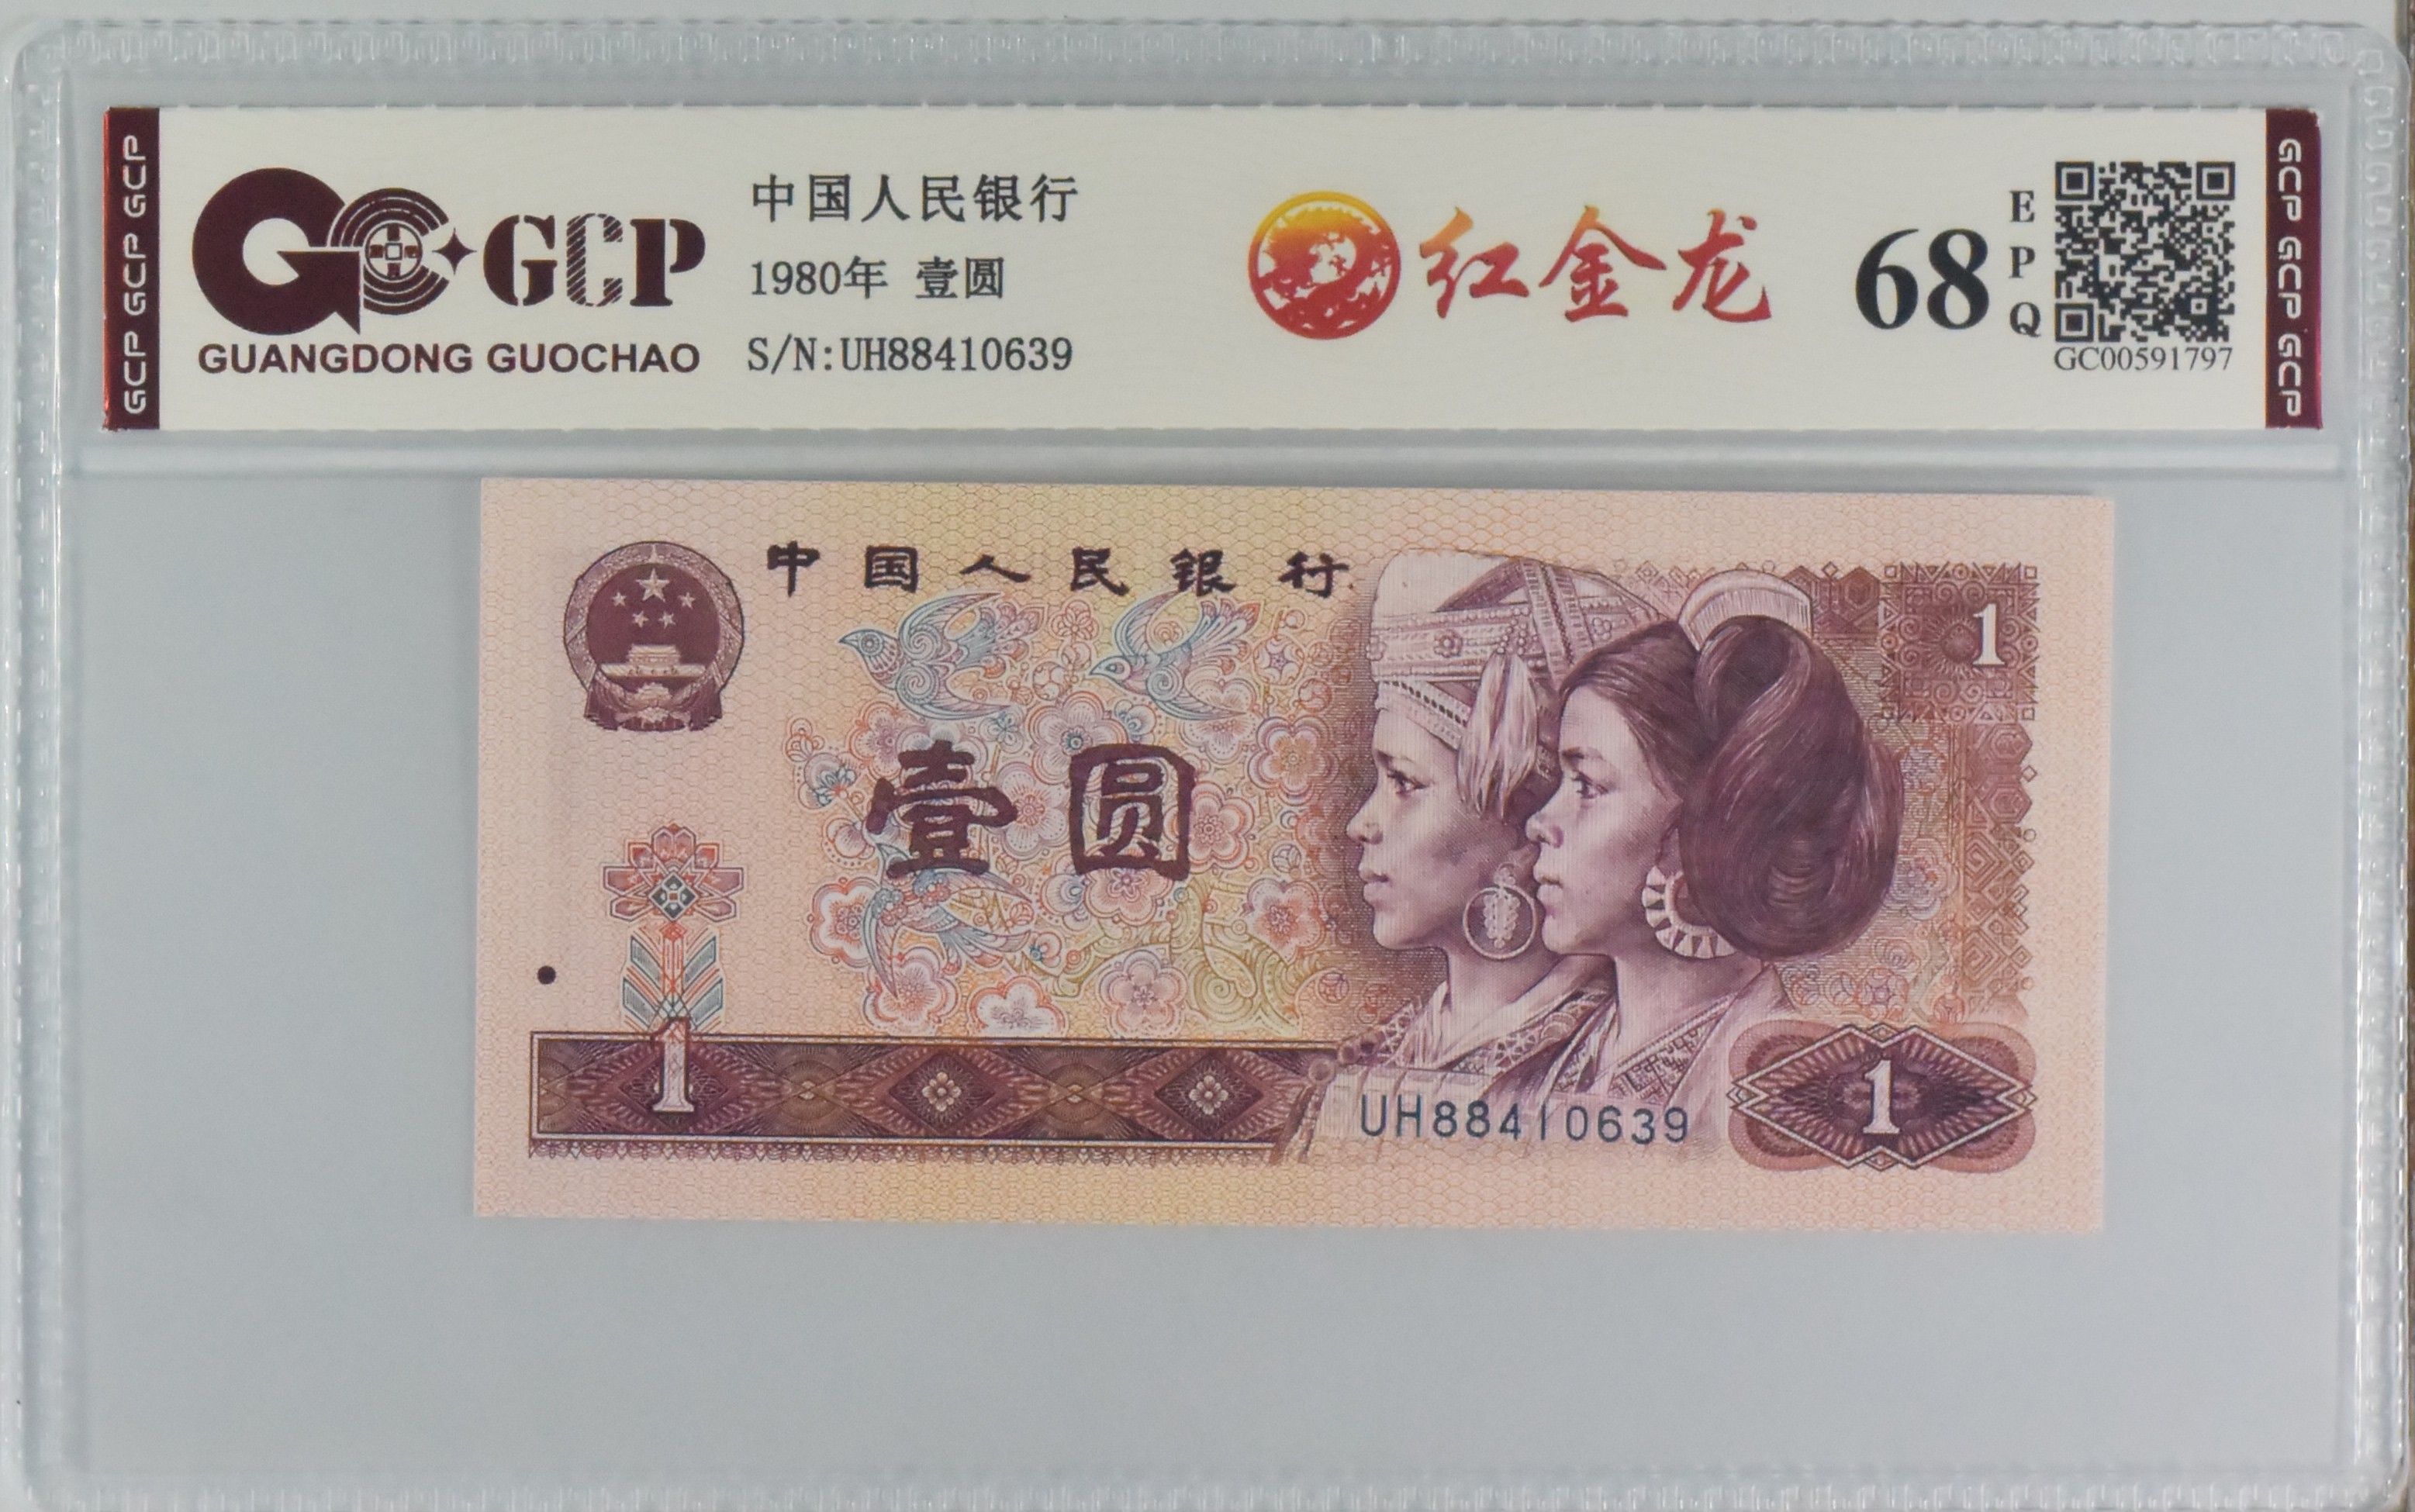 GCP GCP GCP
GCP
GUANGDONG GUOCHAO
中国人民银行
1980年 壹圆
S/N:UH88410639
红金龙
68
E
P
Q
GC00591797
GCP GCP GCP
中国人民银行
1
壹圆
1
UH88410639
1